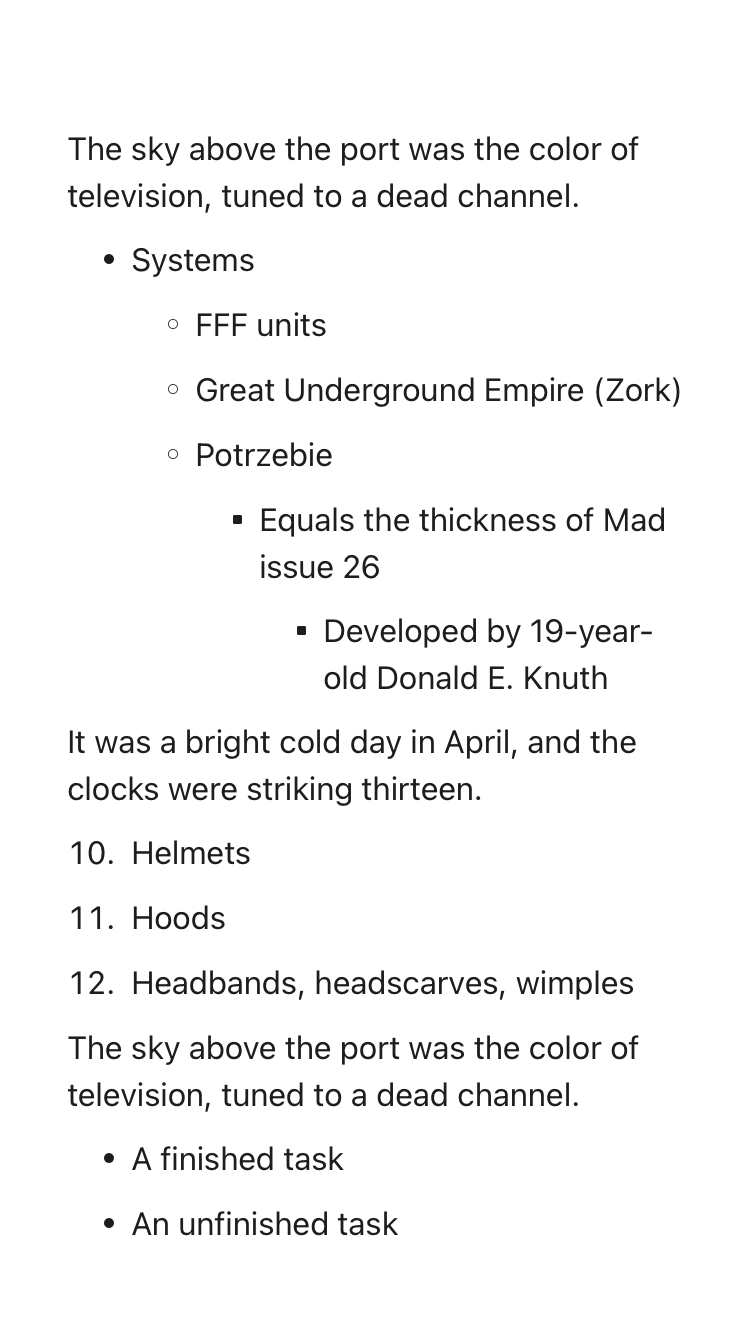 The sky above the port was the color of
television, tuned to a dead channel.
• Systems
◦ FFF units
◦ Great Underground Empire (Zork)
◦ Potrzebie
▪ Equals the thickness of Mad
issue 26
▪ Developed by 19-year-
old Donald E. Knuth
It was a bright cold day in April, and the
clocks were striking thirteen.
10. Helmets
11. Hoods
12. Headbands, headscarves, wimples
The sky above the port was the color of
television, tuned to a dead channel.
• A finished task
• An unfinished task